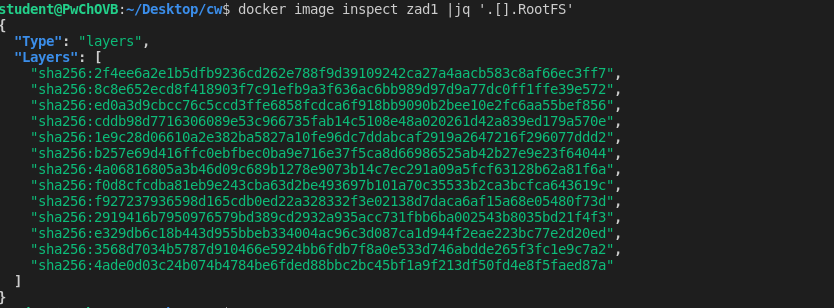 student@PwChOVB:~/Desktop/cw$ docker image inspect zad1 |jq '.[].RootFS'
{
  "Type": "layers",
  "Layers": [
    "sha256:2f4ee6a2e1b5dfb9236cd262e788f9d39109242ca27a4aacb583c8af66ec3ff7",
    "sha256:8c8e652ecd8f418903f7c91efb9a3f636ac6bb989d97d9a77dc0ff1ffe39e572",
    "sha256:ed0a3d9cbcc76c5ccd3ffe6858fcdca6f918bb9090b2bee10e2fc6aa55bef856",
    "sha256:cddb98d7716306089e53c966735fab14c5108e48a020261d42a839ed179a570e",
    "sha256:1e9c28d06610a2e382ba5827a10fe96dc7ddabcaf2919a2647216f296077ddd2",
    "sha256:b257e69d416ffc0ebfbec0ba9e716e37f5ca8d66986525ab42b27e9e23f64044",
    "sha256:4a06816805a3b46d09c689b1278e9073b14c7ec291a09a5fcf63128b62a81f6a",
    "sha256:f0d8cfcdba81eb9e243cba63d2be493697b101a70c35533b2ca3bcfca643619c",
    "sha256:f927237936598d165cdb0ed22a328332f3e02138d7daca6af15a68e05480f73d",
    "sha256:2919416b7950976579bd389cd2932a935acc731fbb6ba002543b8035bd21f4f3",
    "sha256:e329db6c18b443d955bbeb334004ac96c3d087ca1d944f2eae223bc77e2d20ed",
    "sha256:3568d7034b5787d910466e5924bb6fdb7f8a0e533d746abdde265f3fc1e9c7a2",
    "sha256:4ade0d03c24b074b4784be6fded88bbc2bc45bf1a9f213df50fd4e8f5faed87a"
  ]
}